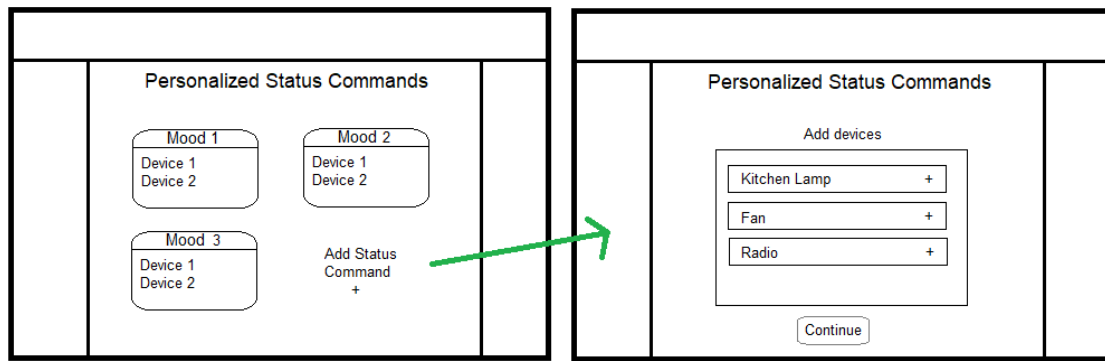 Personalized Status Commands
Mood 1
Device 1
Device 2
Mood 2
Device 1
Device 2
Mood 3
Device 1
Device 2
Add Status
Command
+
Personalized Status Commands
Add devices
Kitchen Lamp +
Fan +
Radio +
Continue